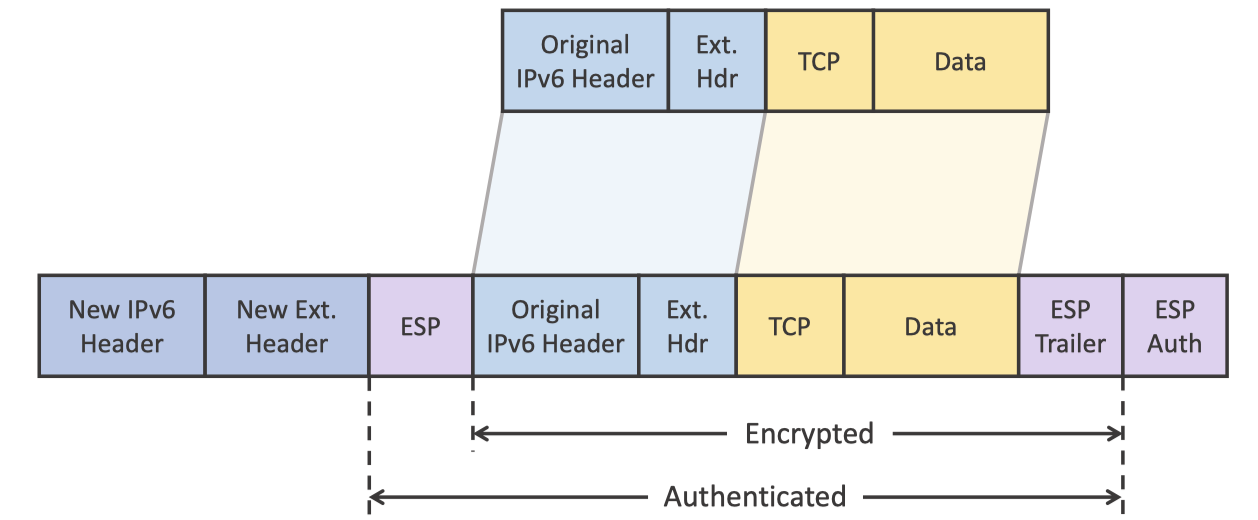 Original
IPv6 Header
Ext.
Hdr
TCP
Data
New IPv6
Header
New Ext.
Header
ESP
Original
IPv6 Header
Ext.
Hdr
TCP
Data
ESP
Trailer
ESP
Auth
Encrypted
Authenticated